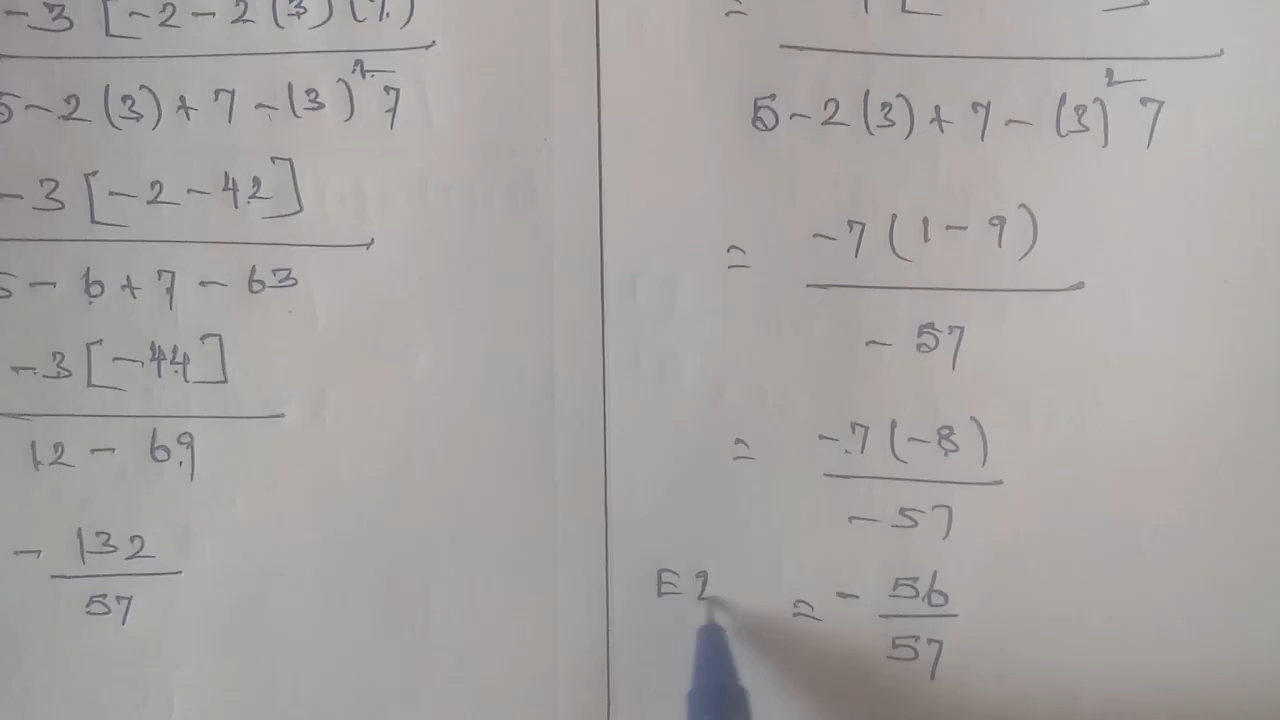 -3 [-2 - 2(3)(7)
5 - 2(3) + 7 - (3)² 7
-3 [-2 - 42]
5 - 6 + 7 - 63
-3 [-44]
12 - 69
- 132
57
=
5 - 2(3) + 7 - (3)² 7
= -7 (1 - 9)
- 57
= -7 (-8)
- 57
E2 = - 56
57